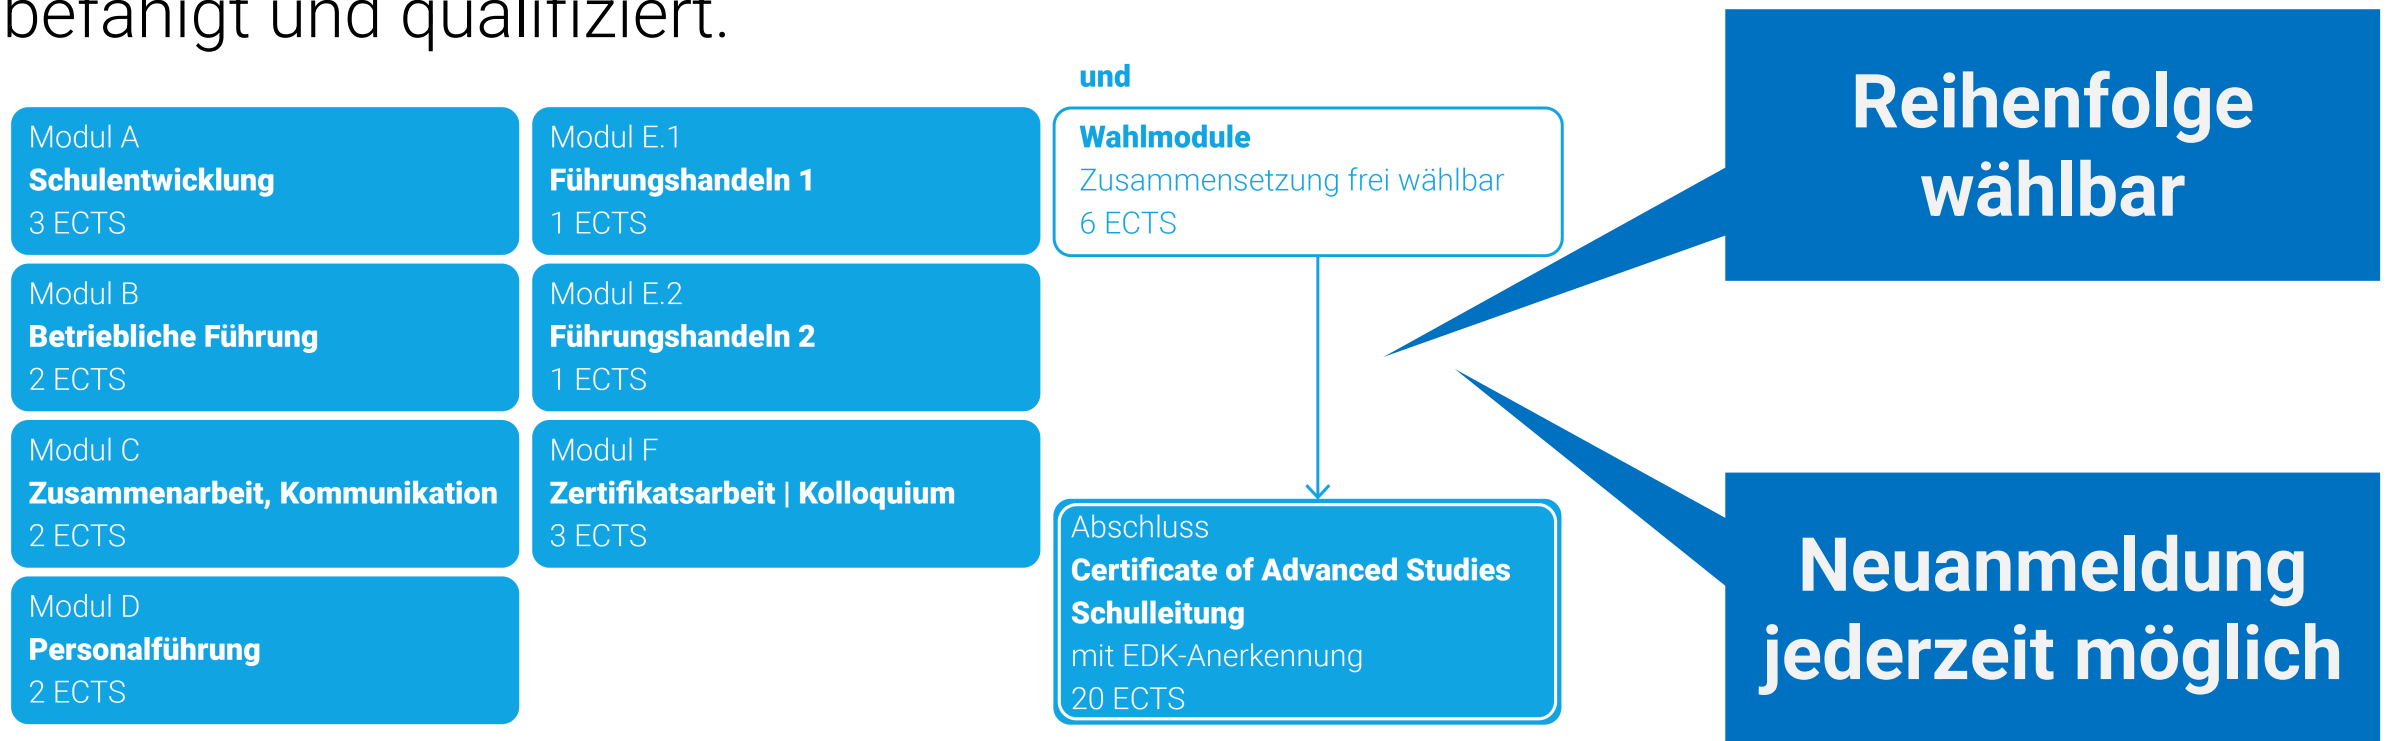 befähigt und qualifiziert.
Modul A
Schulentwicklung
3 ECTS
Modul B
Betriebliche Führung
2 ECTS
Modul C
Zusammenarbeit, Kommunikation
2 ECTS
Modul D
Personalführung
2 ECTS
Modul E.1
Führungshandeln 1
1 ECTS
Modul E.2
Führungshandeln 2
1 ECTS
Modul F
Zertifikatsarbeit | Kolloquium
3 ECTS
und
Wahlmodule
Zusammensetzung frei wählbar
6 ECTS
Abschluss
Certificate of Advanced Studies
Schulleitung
mit EDK-Anerkennung
20 ECTS
Reihenfolge
wählbar
Neuanmeldung
jederzeit möglich